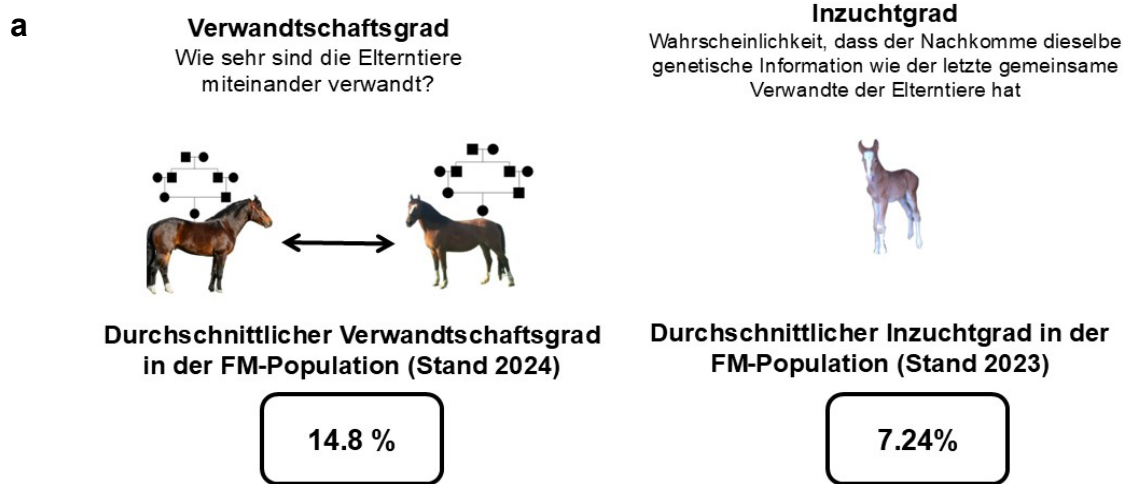 a
Verwandtschaftsgrad
Wie sehr sind die Elterntiere
miteinander verwandt?
Inzuchtgrad
Wahrscheinlichkeit, dass der Nachkomme dieselbe
genetische Information wie der letzte gemeinsame
Verwandte der Elterntiere hat
Durchschnittlicher Verwandtschaftsgrad
in der FM-Population (Stand 2024)
14.8 %
Durchschnittlicher Inzuchtgrad in der
FM-Population (Stand 2023)
7.24%